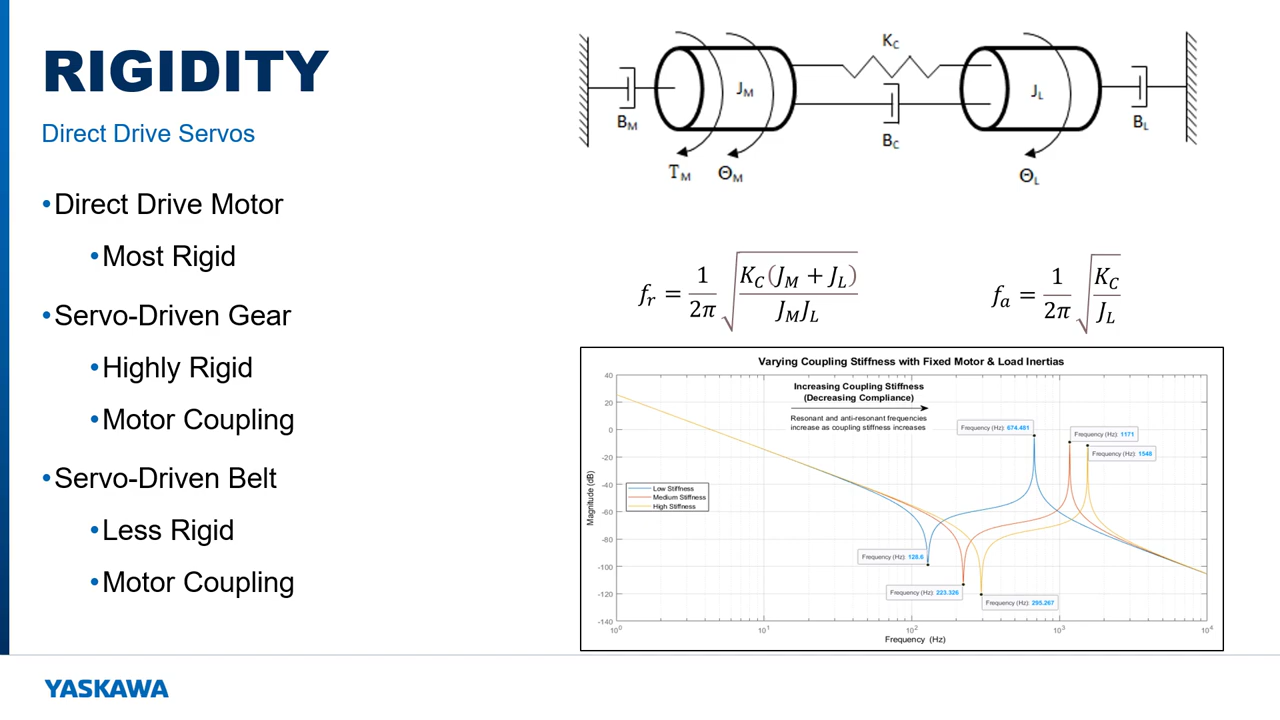 RIGIDITY
Direct Drive Servos
•Direct Drive Motor
•Most Rigid
•Servo-Driven Gear
•Highly Rigid
•Motor Coupling
•Servo-Driven Belt
•Less Rigid
•Motor Coupling
YASKAWA
K_C
J_M
J_L
B_M
B_C
B_L
T_M Θ_M
Θ_L
f_r = 1/2π √(K_C(J_M + J_L)/J_M J_L)
f_a = 1/2π √(K_C/J_L)
Varying Coupling Stiffness with Fixed Motor & Load Inertias
Increasing Coupling Stiffness
(Decreasing Compliance)
Resonant and anti-resonant frequencies
increase as coupling stiffness increases
Frequency (Hz): 674.481
Frequency (Hz): 1171
Frequency (Hz): 1548
Low Stiffness
Medium Stiffness
High Stiffness
Frequency (Hz): 128.6
Frequency (Hz): 223.326
Frequency (Hz): 295.267
Magnitude (dB)
40
20
0
-20
-40
-60
-80
-100
-120
-140
10^0 10^1 10^2 10^3 10^4
Frequency (Hz)